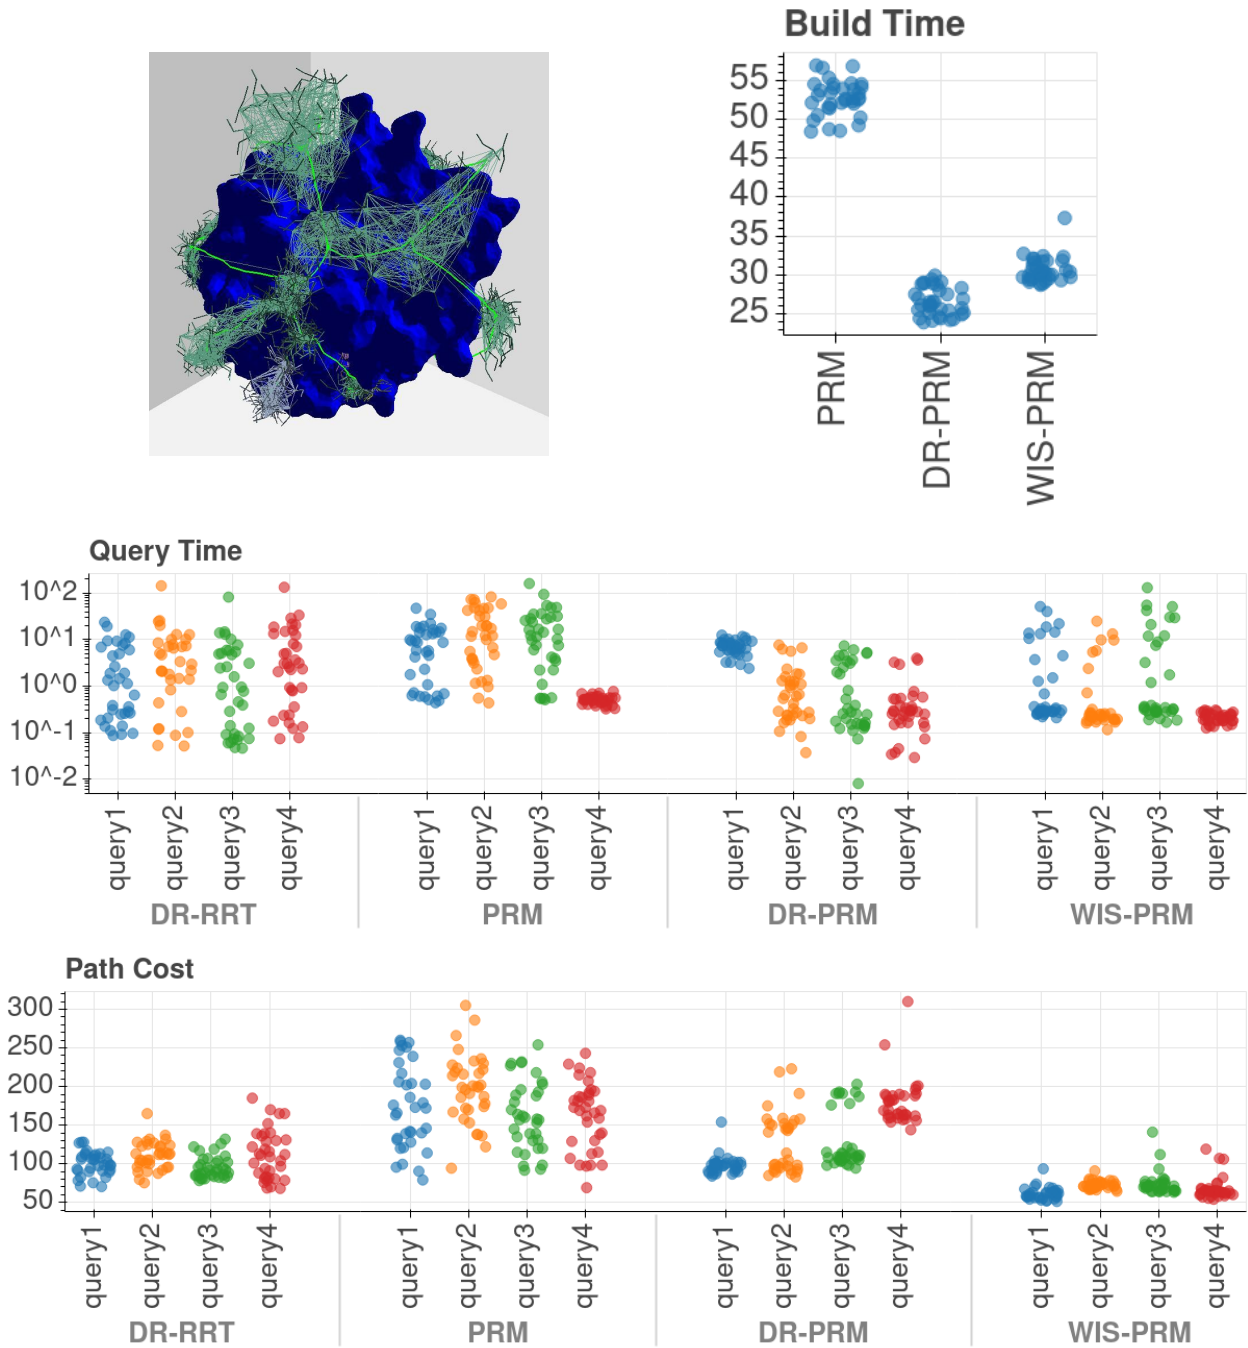 Build Time
55
50
45
40
35
30
25
PRM
DR-PRM
WIS-PRM
Query Time
10^2
10^1
10^0
10^-1
10^-2
query1 query2 query3 query4 query1 query2 query3 query4 query1 query2 query3 query4 query1 query2 query3 query4
DR-RRT PRM DR-PRM WIS-PRM
Path Cost
300
250
200
150
100
50
query1 query2 query3 query4 query1 query2 query3 query4 query1 query2 query3 query4 query1 query2 query3 query4
DR-RRT PRM DR-PRM WIS-PRM